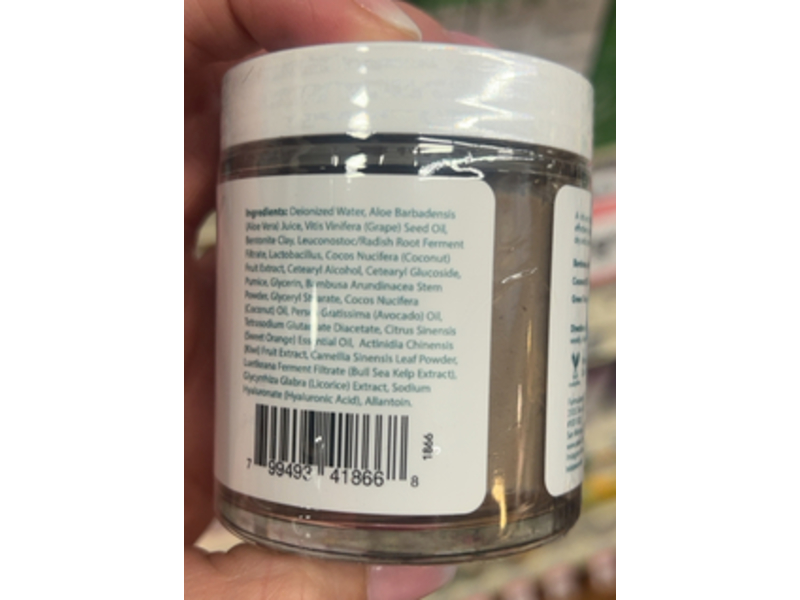 Ingredients: Deionized Water, Aloe Barbadensis
(Aloe Vera) Juice, Vitis Vinifera (Grape) Seed Oil,
Bentonite Clay, Leuconostoc/Radish Root Ferment
Filtrate, Lactobacillus, Cocos Nucifera (Coconut)
Fruit Extract, Cetearyl Alcohol, Cetearyl Glucoside,
Pumice, Glycerin, Bambusa Arundinacea Stem
Powder, Glyceryl Stearate, Cocos Nucifera
(Coconut) Oil, Persea Gratissima (Avocado) Oil,
Tetrosodium Glutamate Diacetate, Citrus Sinensis
(Sweet Orange) Essential Oil, Actinidia Chinensis
(Kiwi) Fruit Extract, Camellia Sinensis Leaf Powder,
Ferment Filtrate (Bull Sea Kelp Extract),
Glycyrrhiza Glabra (Licorice) Extract, Sodium
Hyaluronate (Hyaluronic Acid), Allantoin.
7 99493 41866 8
1866